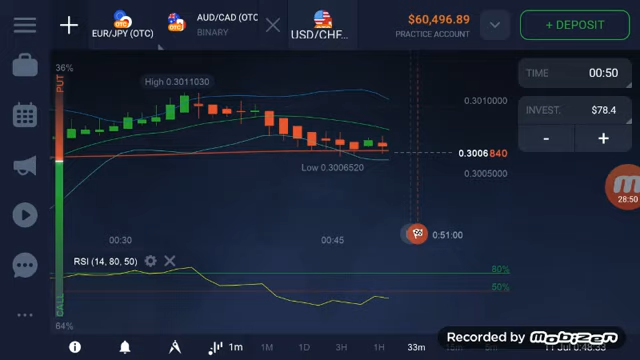 EUR/JPY (OTC)
AUD/CAD (OTC
BINARY
USD/CHF...
$60,496.89
PRACTICE ACCOUNT
+ DEPOSIT
36%
PUT
High 0.3011030
0.3010000
Low 0.3006520
0.3006840
0.3005000
TIME 00:50
INVEST. $78.4
- +
28:50
00:30
00:45
0:51:00
RSI (14, 80, 50)
80%
50%
CALL
64%
1m
1M
1D
3H
1H
33m
Recorded by
MobiZen